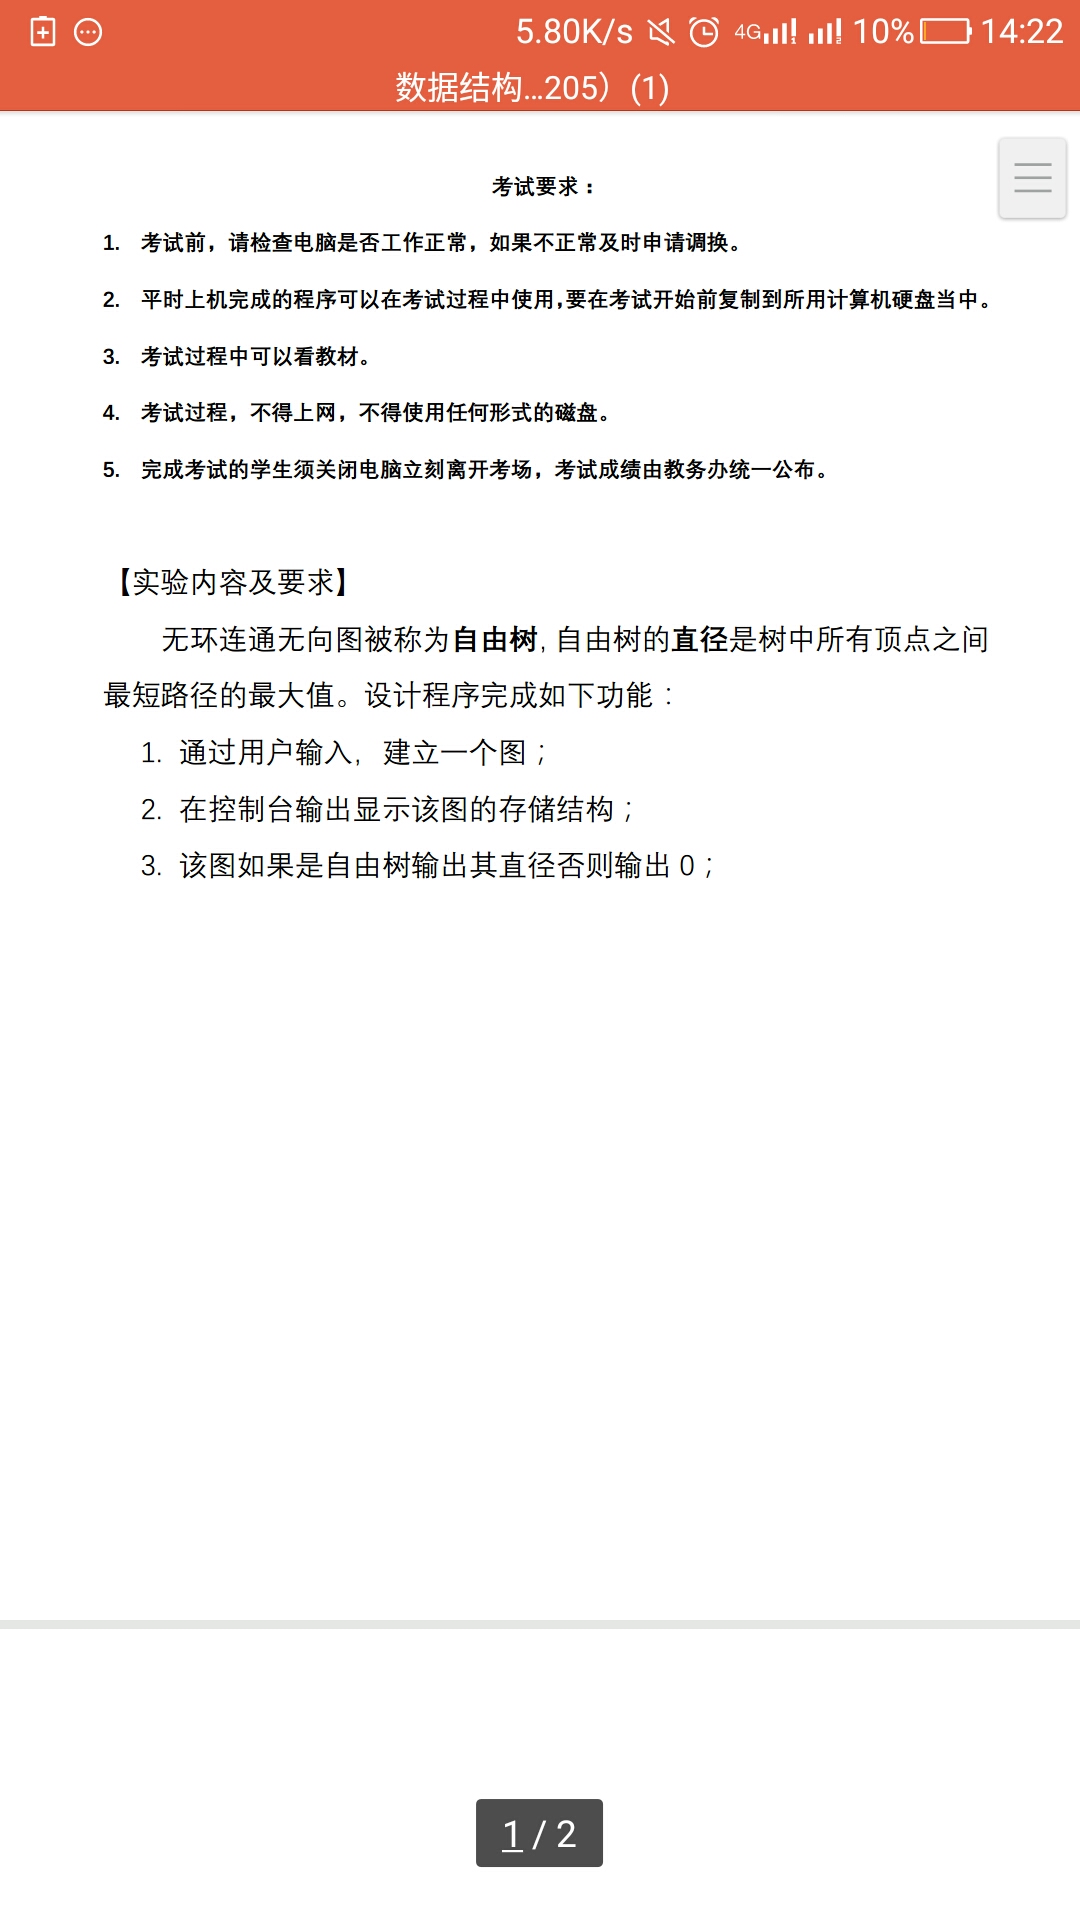 5.80K/s 4G 10% 14:22
数据结构...205）(1)
考试要求：
1. 考试前，请检查电脑是否工作正常，如果不正常及时申请调换。
2. 平时上机完成的程序可以在考试过程中使用，要在考试开始前复制到所用计算机硬盘当中。
3. 考试过程中可以看教材。
4. 考试过程，不得上网，不得使用任何形式的磁盘。
5. 完成考试的学生须关闭电脑立刻离开考场，考试成绩由教务办统一公布。
【实验内容及要求】
无环连通无向图被称为自由树，自由树的直径是树中所有顶点之间
最短路径的最大值。设计程序完成如下功能：
1. 通过用户输入，建立一个图；
2. 在控制台输出显示该图的存储结构；
3. 该图如果是自由树输出其直径否则输出 0；
1 / 2